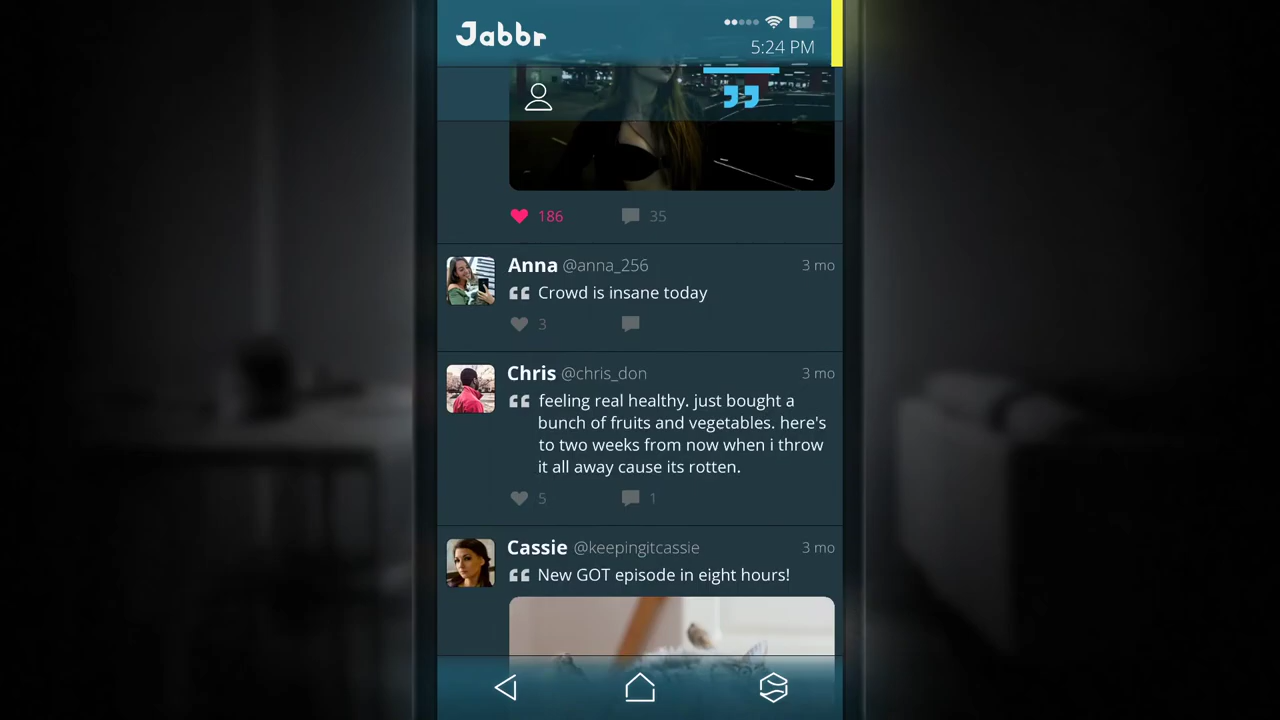 Jabbr
5:24 PM
186 35
Anna @anna_256 3 mo
Crowd is insane today
3
Chris @chris_don 3 mo
feeling real healthy. just bought a
bunch of fruits and vegetables. here's
to two weeks from now when i throw
it all away cause its rotten.
5 1
Cassie @keepingitcassie 3 mo
New GOT episode in eight hours!